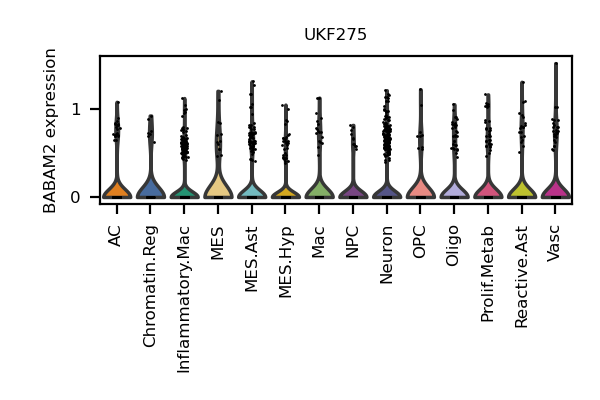 UKF275
BABAM2 expression
1
0
AC
Chromatin.Reg
Inflammatory.Mac
MES
MES.Ast
MES.Hyp
Mac
NPC
Neuron
OPC
Oligo
Prolif.Metab
Reactive.Ast
Vasc